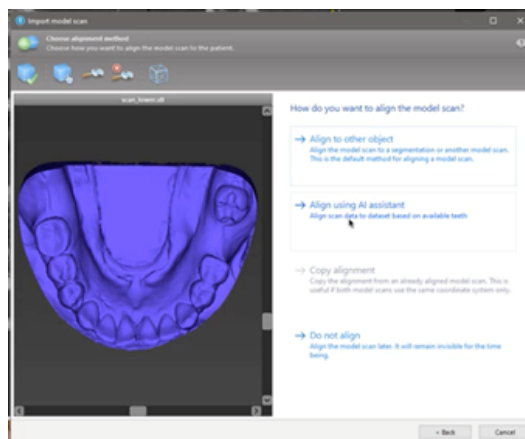 Import model scan
Choose alignment method
Choose how you want to align the model scan to the patient.
scan_lower.stl
How do you want to align the model scan?
Align to other object
Align the model scan to a segmentation or another model scan.
This is the default method for aligning a model scan.
Align using AI assistant
Align scan data to dataset based on available teeth
Copy alignment
Copy the alignment from an already aligned model scan. This is
useful if both model scans use the same coordinate system only.
Do not align
Align the model scan later. It will remain invisible for the time
being.
< Back
Cancel